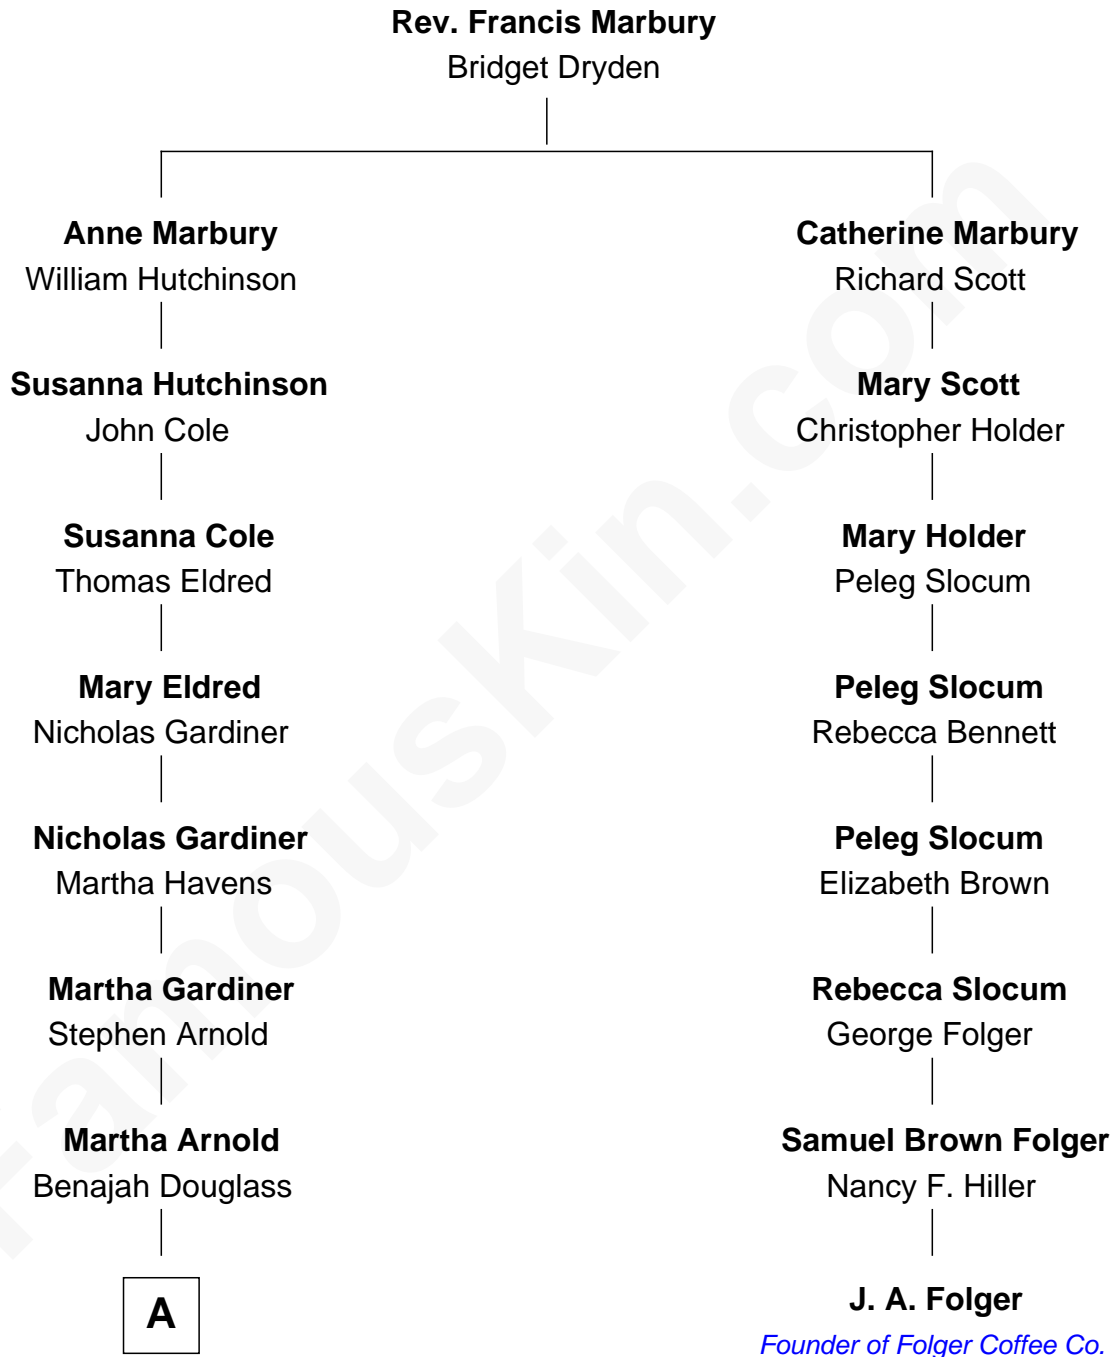 Rev. Francis Marbury
Bridget Dryden
Anne Marbury
William Hutchinson
Catherine Marbury
Richard Scott
Susanna Hutchinson
John Cole
Mary Scott
Christopher Holder
Susanna Cole
Thomas Eldred
Mary Holder
Peleg Slocum
Mary Eldred
Nicholas Gardiner
Peleg Slocum
Rebecca Bennett
Nicholas Gardiner
Martha Havens
Peleg Slocum
Elizabeth Brown
Martha Gardiner
Stephen Arnold
Rebecca Slocum
George Folger
Martha Arnold
Benajah Douglass
Samuel Brown Folger
Nancy F. Hiller
A
J. A. Folger
Founder of Folger Coffee Co.
FamousKin.com